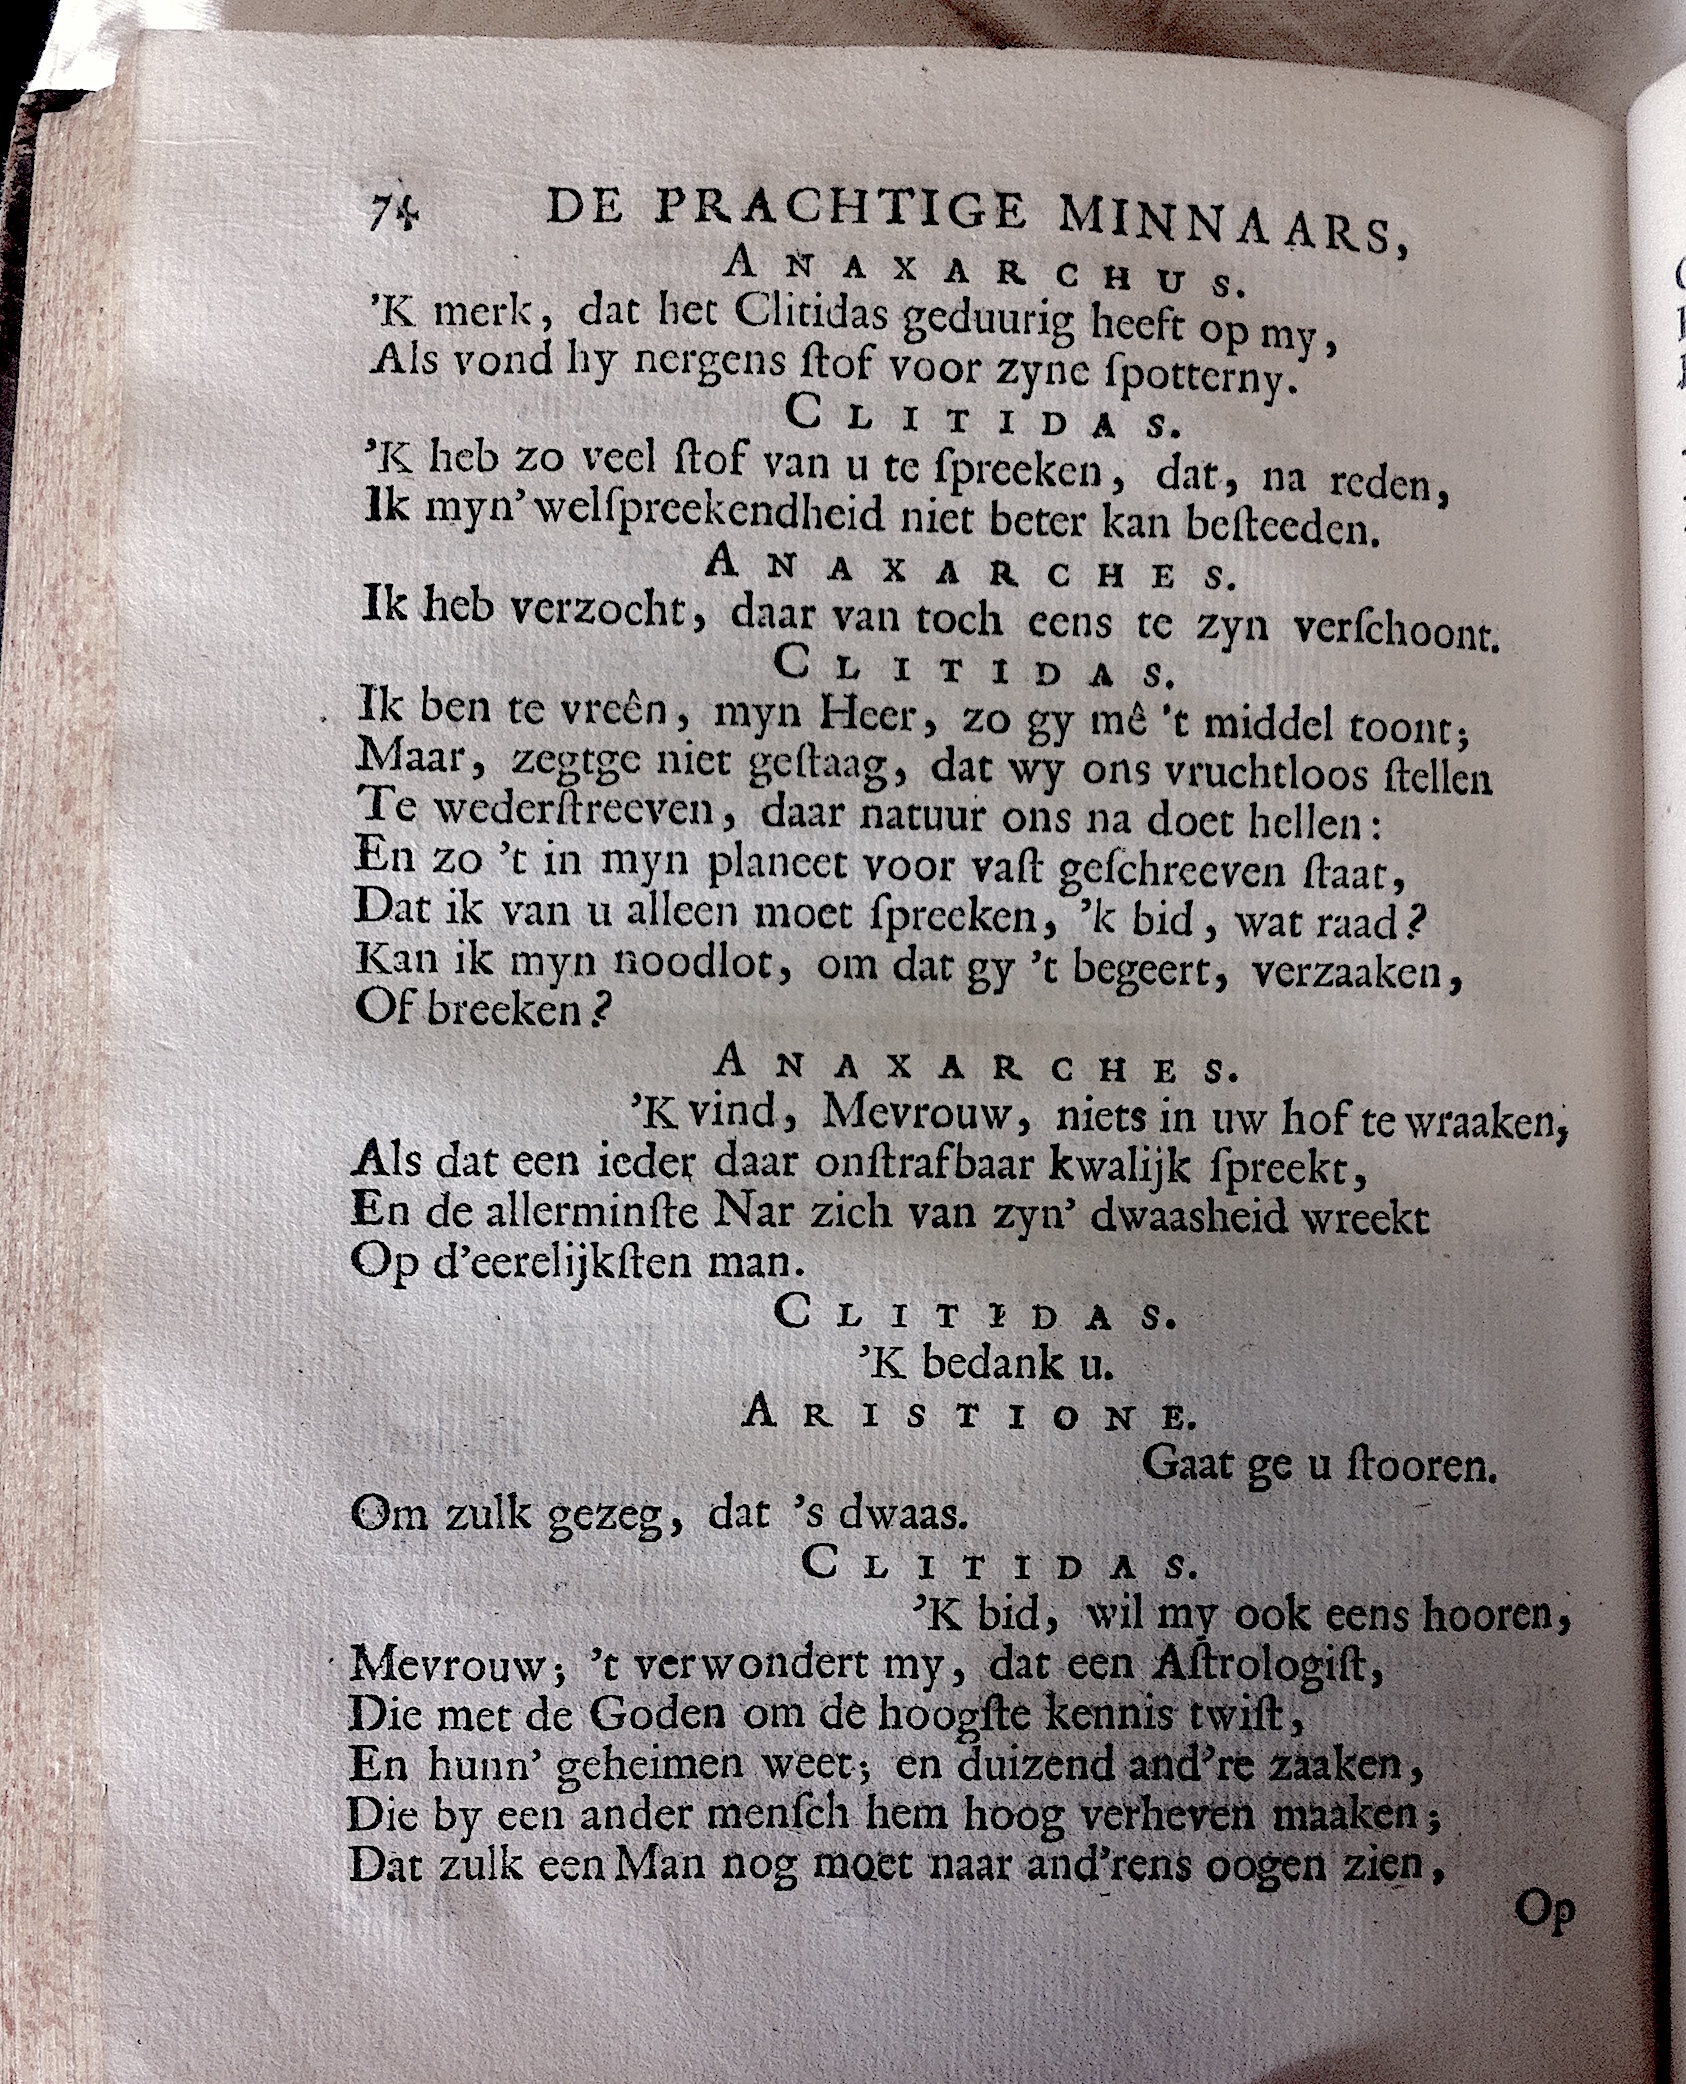 74 DE PRACHTIGE MINNAARS,
ANAXARCHUS.
’K merk, dat het Clitidas geduurig heeft op my,
Als vond hy nergens ſtof voor zyne ſpotterny.
CLITIDAS.
’K heb zo veel ſtof van u te ſpreeken, dat, na reden,
Ik myn’ welſpreekendheid niet beter kan beſteeden.
ANAXARCHES.
Ik heb verzocht, daar van toch eens te zyn verſchoont.
CLITIDAS.
Ik ben te vreên, myn Heer, zo gy mê ’t middel toont;
Maar, zegtge niet geſtaag, dat wy ons vruchtloos ſtellen
Te wederſtreeven, daar natuur ons na doet hellen:
En zo ’t in myn planeet voor vaſt geſchreeven ſtaat,
Dat ik van u alleen moet ſpreeken, ’k bid, wat raad?
Kan ik myn noodlot, om dat gy ’t begeert, verzaaken,
Of breeken?
ANAXARCHES.
’K vind, Mevrouw, niets in uw hof te wraaken,
Als dat een ieder daar onſtrafbaar kwalijk ſpreekt,
En de allerminſte Nar zich van zyn’ dwaasheid wreekt
Op d’eerelijkſten man.
CLITIDAS.
’K bedank u.
ARISTIONE.
Gaat ge u ſtooren.
Om zulk gezeg, dat ’s dwaas.
CLITIDAS.
’K bid, wil my ook eens hooren,
Mevrouw; ’t verwondert my, dat een Aſtrologiſt,
Die met de Goden om de hoogſte kennis twiſt,
En hunn’ geheimen weet; en duizend and’re zaaken,
Die by een ander menſch hem hoog verheven maaken;
Dat zulk een Man nog moet naar and’rens oogen zien,
Op